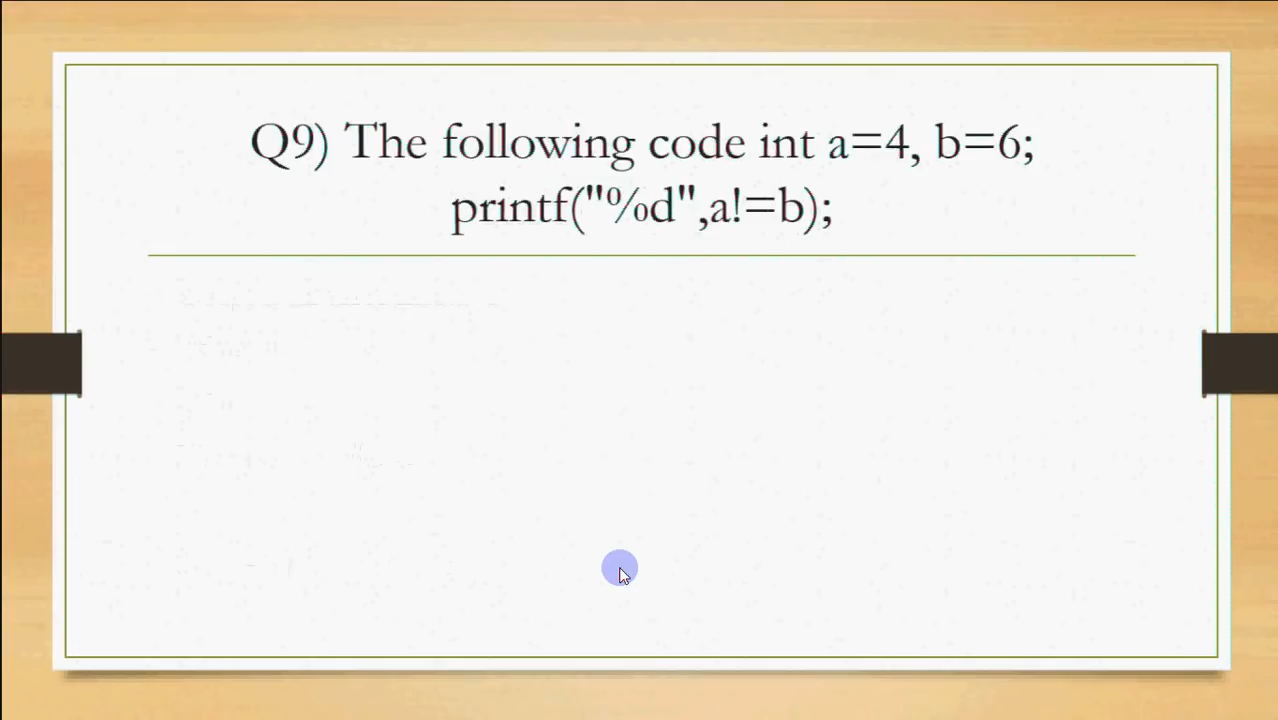 Q9) The following code int a=4, b=6;
printf("%d",a!=b);